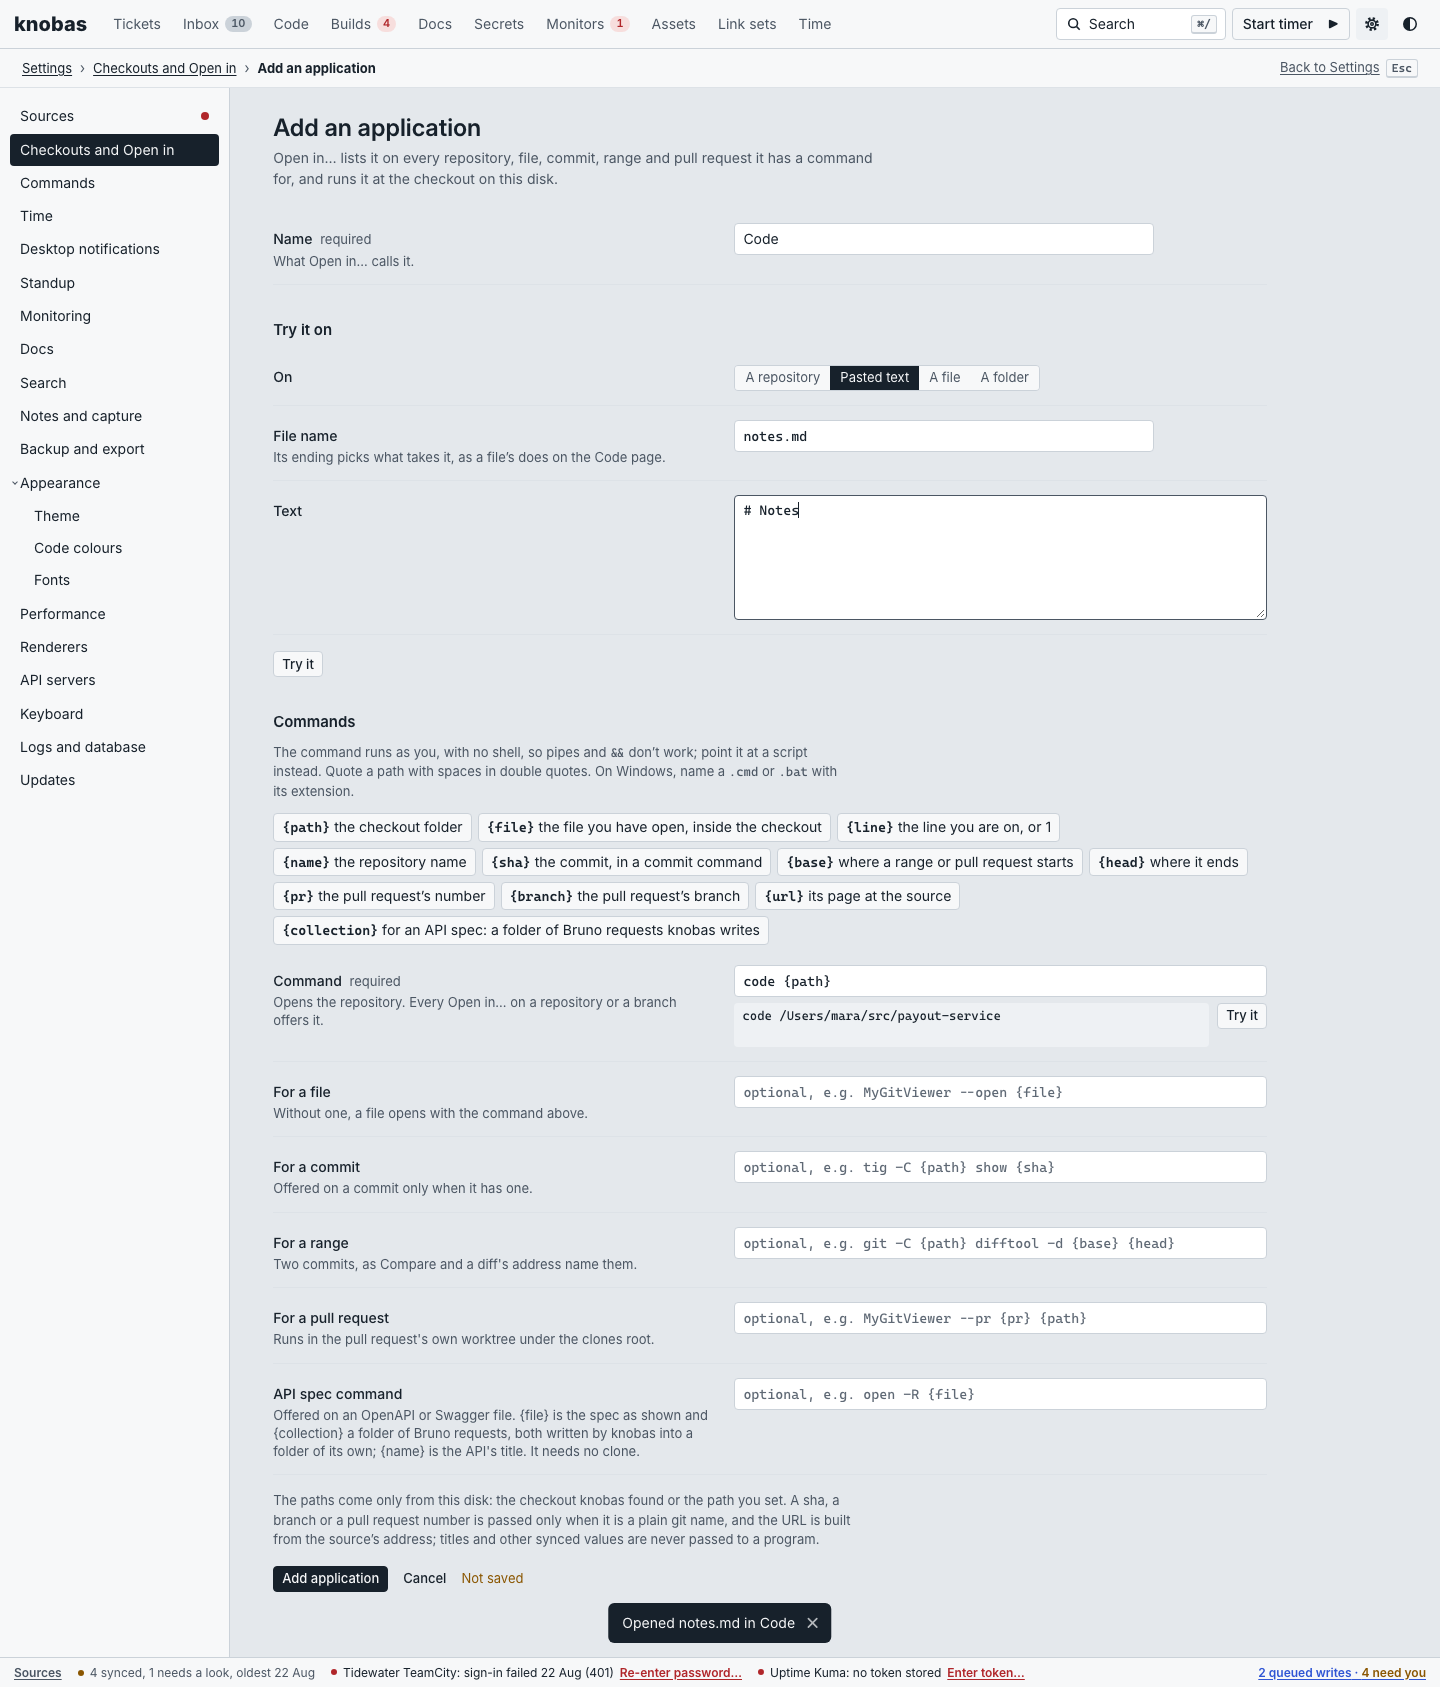 knobas Tickets Inbox 10 Code Builds 4 Docs Secrets Monitors 1 Assets Link sets Time Search ⌘/ Start timer
Settings › Checkouts and Open in › Add an application Back to Settings Esc
Sources
Checkouts and Open in
Commands
Time
Desktop notifications
Standup
Monitoring
Docs
Search
Notes and capture
Backup and export
Appearance
Theme
Code colours
Fonts
Performance
Renderers
API servers
Keyboard
Logs and database
Updates
Add an application
Open in… lists it on every repository, file, commit, range and pull request it has a command
for, and runs it at the checkout on this disk.
Name required
Code
What Open in… calls it.
Try it on
On
A repository Pasted text A file A folder
File name
notes.md
Its ending picks what takes it, as a file’s does on the Code page.
Text
# Notes
Try it
Commands
The command runs as you, with no shell, so pipes and && don’t work; point it at a script
instead. Quote a path with spaces in double quotes. On Windows, name a .cmd or .bat with
its extension.
{path} the checkout folder {file} the file you have open, inside the checkout {line} the line you are on, or 1
{name} the repository name {sha} the commit, in a commit command {base} where a range or pull request starts {head} where it ends
{pr} the pull request’s number {branch} the pull request’s branch {url} its page at the source
{collection} for an API spec: a folder of Bruno requests knobas writes
Command required
code {path}
Opens the repository. Every Open in… on a repository or a branch
offers it.
code /Users/mara/src/payout-service
Try it
For a file
optional, e.g. MyGitViewer --open {file}
Without one, a file opens with the command above.
For a commit
optional, e.g. tig -C {path} show {sha}
Offered on a commit only when it has one.
For a range
optional, e.g. git -C {path} difftool -d {base} {head}
Two commits, as Compare and a diff's address name them.
For a pull request
optional, e.g. MyGitViewer --pr {pr} {path}
Runs in the pull request's own worktree under the clones root.
API spec command
optional, e.g. open -R {file}
Offered on an OpenAPI or Swagger file. {file} is the spec as shown and
{collection} a folder of Bruno requests, both written by knobas into a
folder of its own; {name} is the API's title. It needs no clone.
The paths come only from this disk: the checkout knobas found or the path you set. A sha, a
branch or a pull request number is passed only when it is a plain git name, and the URL is built
from the source’s address; titles and other synced values are never passed to a program.
Add application Cancel Not saved
Opened notes.md in Code
Sources 4 synced, 1 needs a look, oldest 22 Aug Tidewater TeamCity: sign-in failed 22 Aug (401) Re-enter password… Uptime Kuma: no token stored Enter token… 2 queued writes · 4 need you